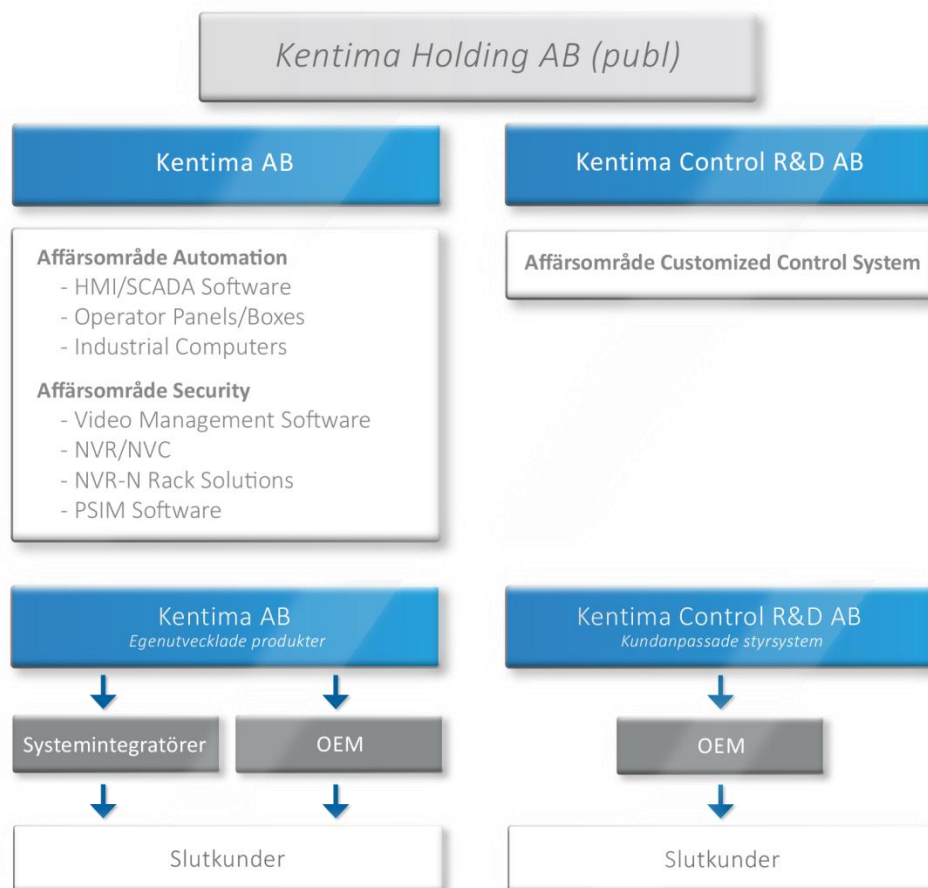 Kentima Holding AB (publ)
Kentima AB
Kentima Control R&D AB
Affärsområde Automation
- HMI/SCADA Software
- Operator Panels/Boxes
- Industrial Computers
Affärsområde Security
- Video Management Software
- NVR/NVC
- NVR-N Rack Solutions
- PSIM Software
Affärsområde Customized Control System
Kentima AB
Egenutvecklade produkter
Kentima Control R&D AB
Kundanpassade styrsystem
Systemintegratörer
OEM
OEM
Slutkunder
Slutkunder